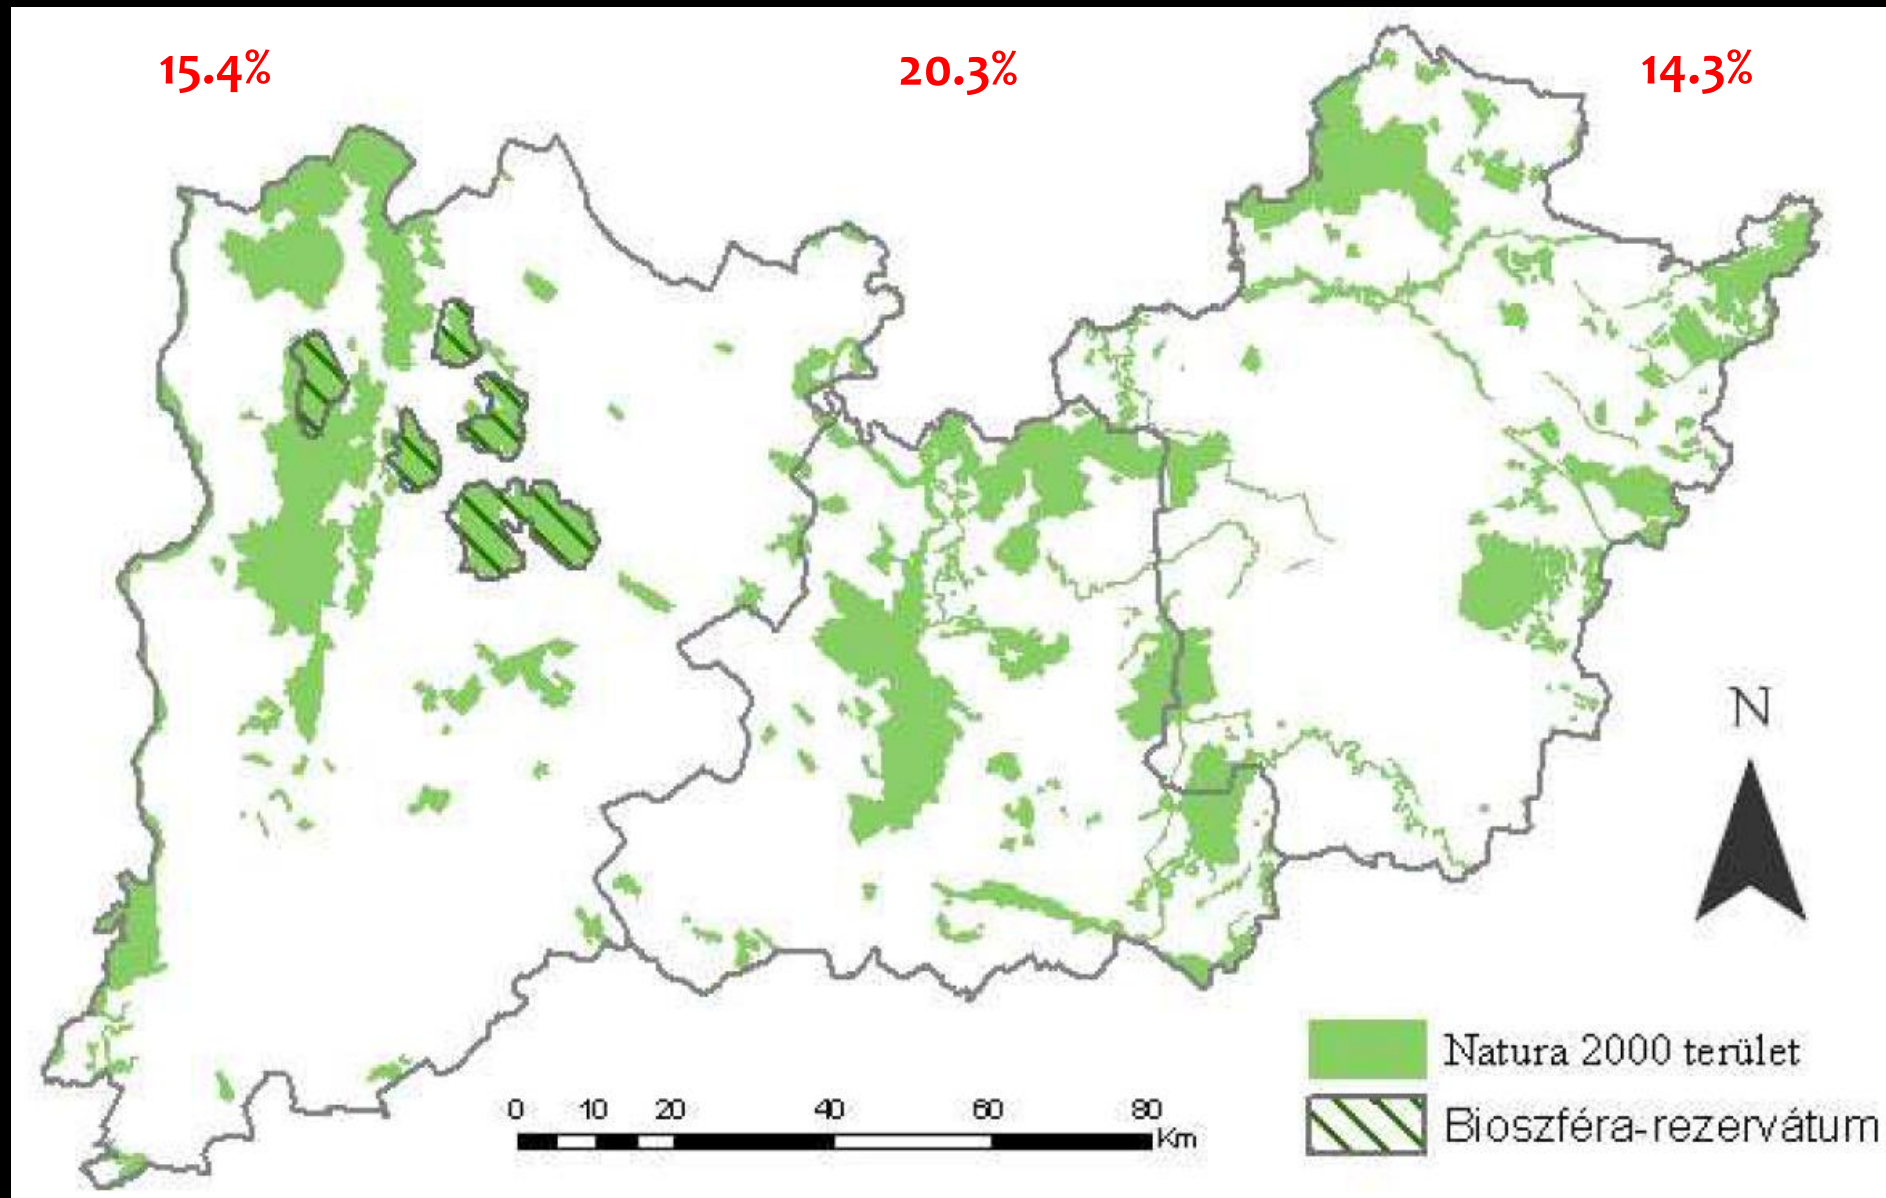 15.4%
20.3%
14.3%
N
Natura 2000 terület
0 10 20 40 60 80
Km
Bioszféra-rezervátum